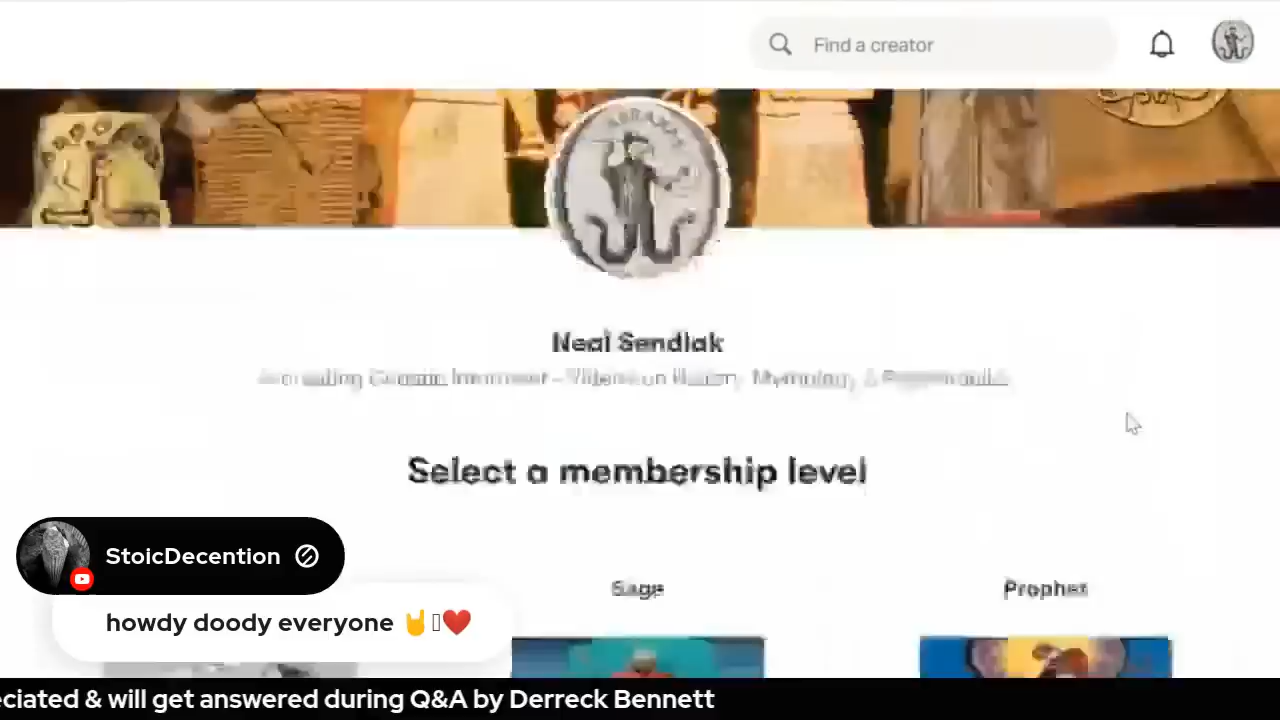 Find a creator
ABRAXAS
Neal Sendlak
Select a membership level
StoicDecention
howdy doody everyone 🤘▯❤️
Sage
Prophet
eciated & will get answered during Q&A by Derreck Bennett